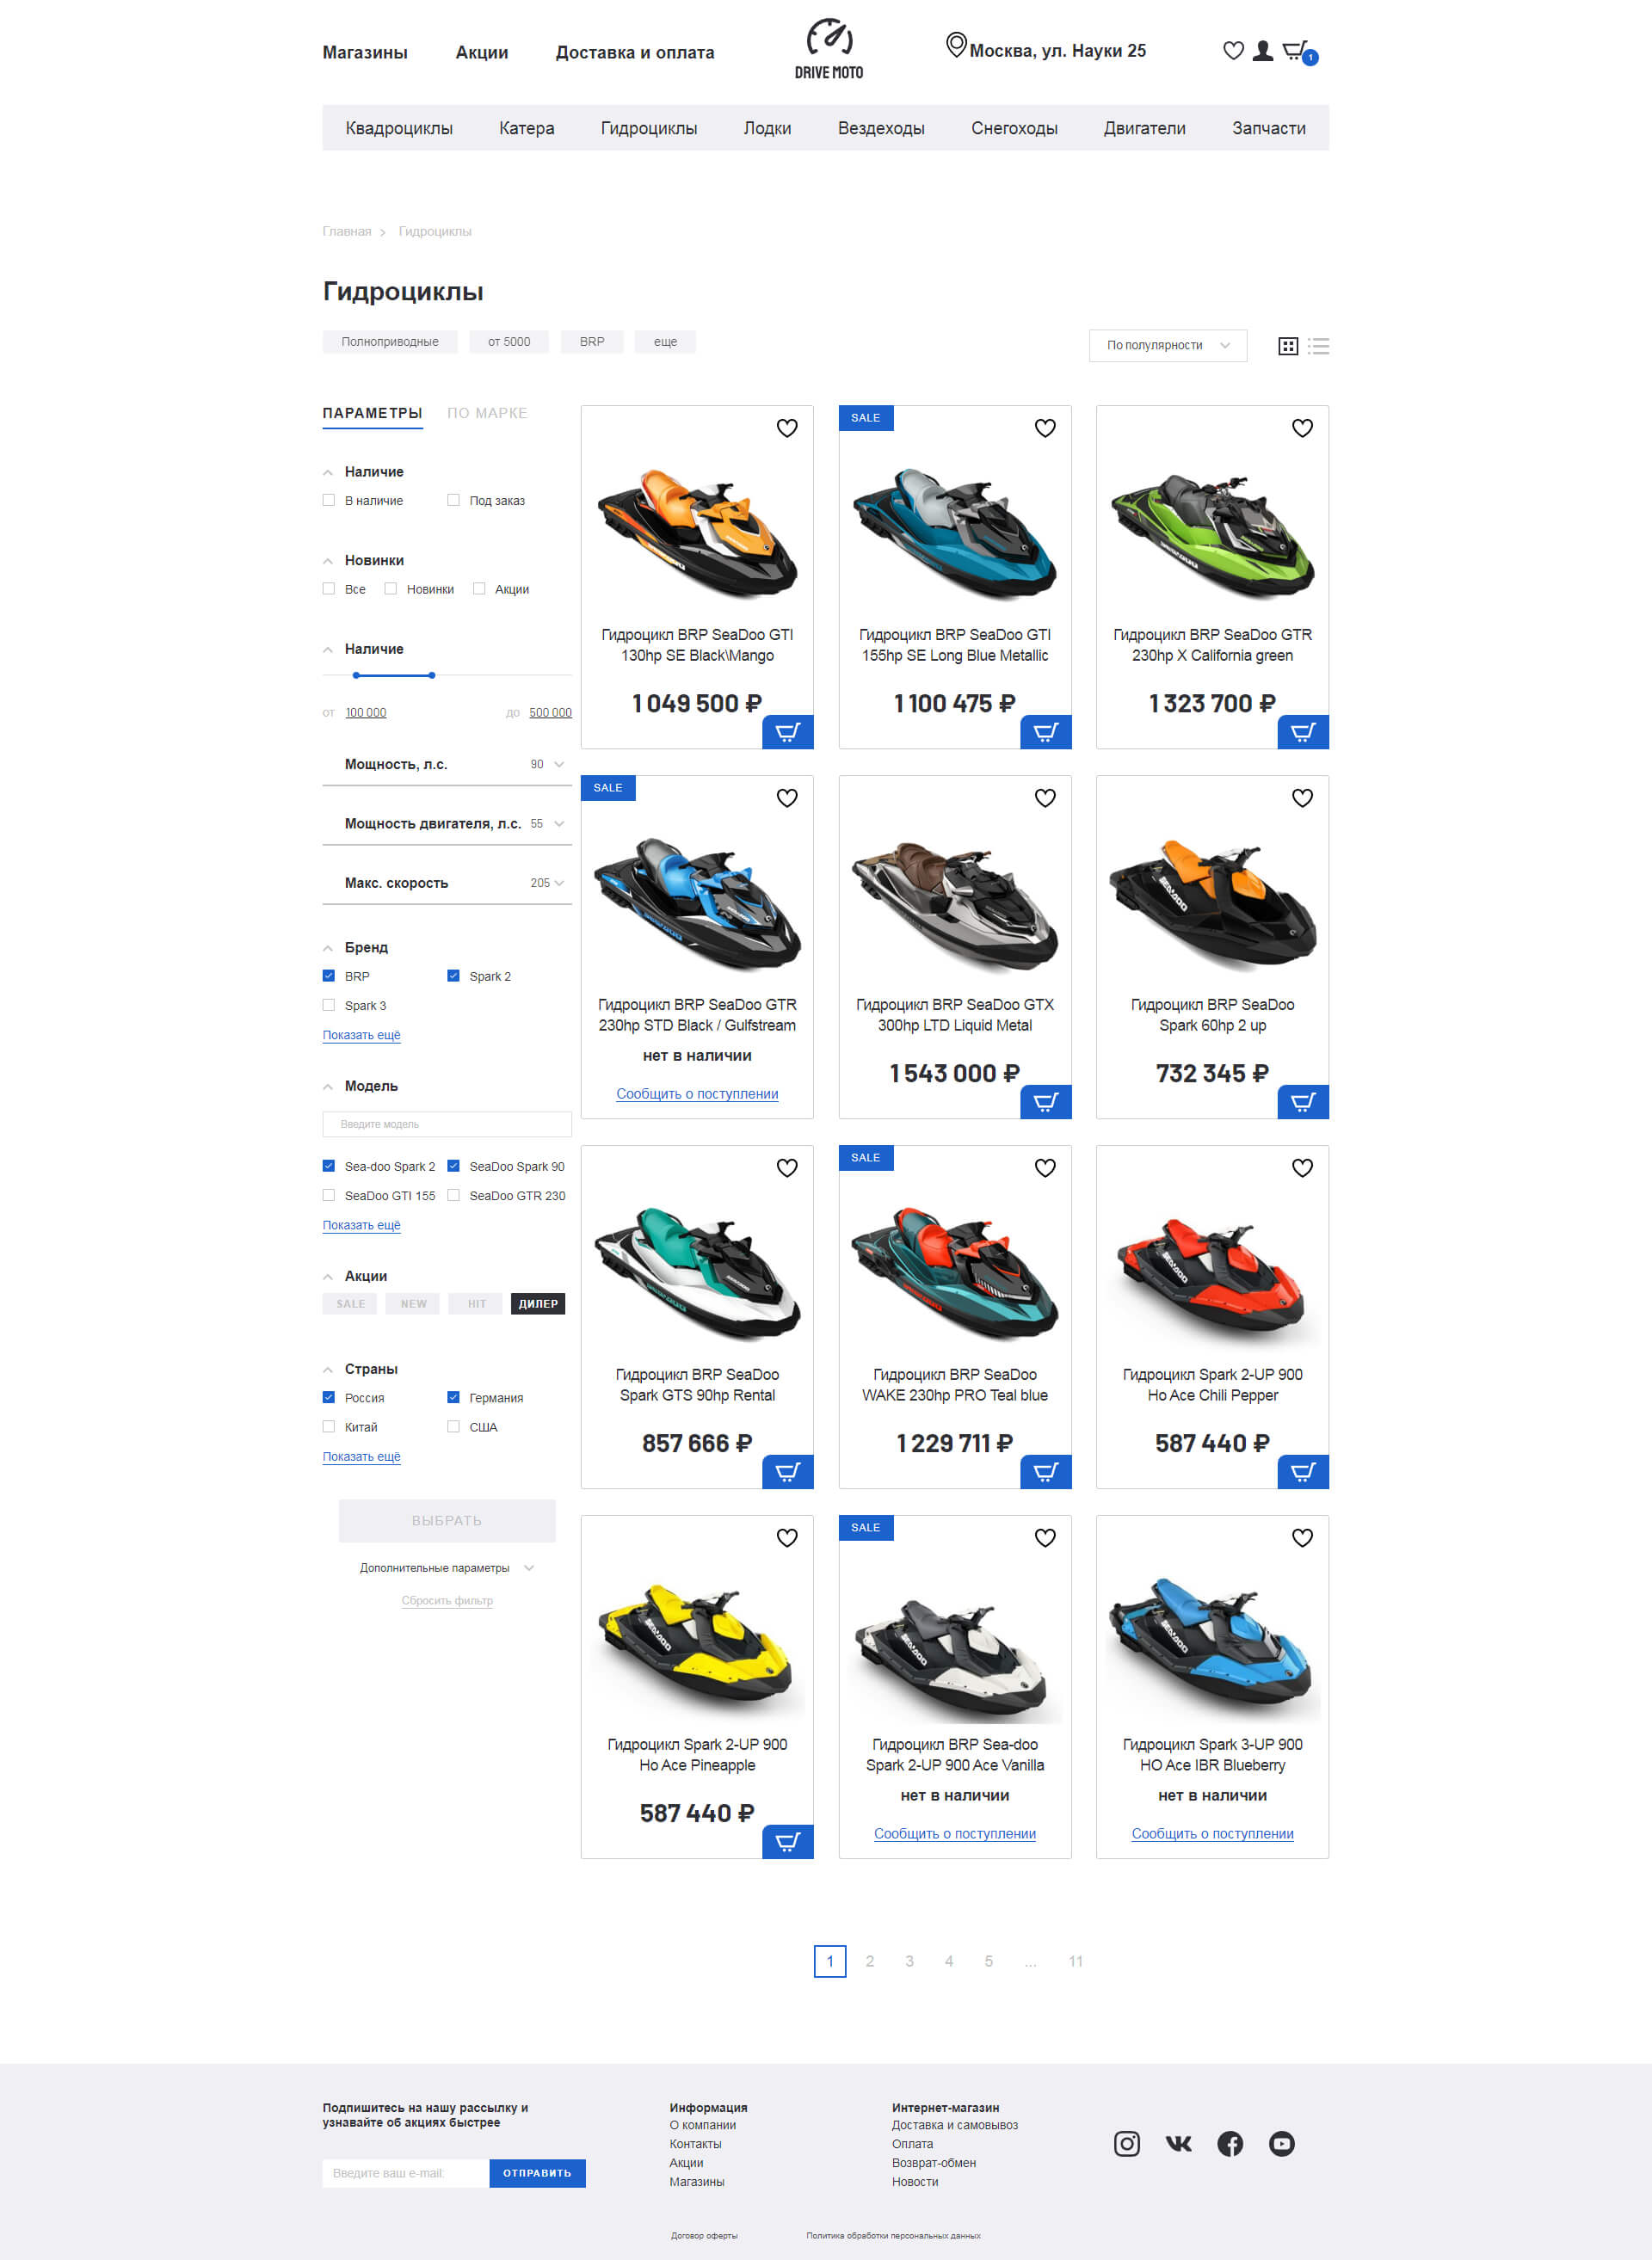 Магазины
Акции
Доставка и оплата
DRIVE MOTO
Москва, ул. Науки 25
1
Квадроциклы
Катера
Гидроциклы
Лодки
Вездеходы
Снегоходы
Двигатели
Запчасти
Главная
Гидроциклы
Гидроциклы
Полноприводные
от 5000
BRP
еще
По популярности
ПАРАМЕТРЫ
ПО МАРКЕ
Наличие
В наличие
Под заказ
Новинки
Все
Новинки
Акции
Наличие
от 100 000
до 500 000
Мощность, л.с. 90
Мощность двигателя, л.с. 55
Макс. скорость 205
Бренд
BRP
Spark 2
Spark 3
Показать ещё
Модель
Введите модель
Sea-doo Spark 2
SeaDoo Spark 90
SeaDoo GTI 155
SeaDoo GTR 230
Показать ещё
Акции
SALE
NEW
HIT
ДИЛЕР
Страны
Россия
Германия
Китай
США
Показать ещё
ВЫБРАТЬ
Дополнительные параметры
Сбросить фильтр
Гидроцикл BRP SeaDoo GTI
130hp SE Black\Mango
1 049 500 ₽
SALE
Гидроцикл BRP SeaDoo GTI
155hp SE Long Blue Metallic
1 100 475 ₽
Гидроцикл BRP SeaDoo GTR
230hp X California green
1 323 700 ₽
SALE
Гидроцикл BRP SeaDoo GTR
230hp STD Black / Gulfstream
нет в наличии
Сообщить о поступлении
Гидроцикл BRP SeaDoo GTX
300hp LTD Liquid Metal
1 543 000 ₽
Гидроцикл BRP SeaDoo
Spark 60hp 2 up
732 345 ₽
Гидроцикл BRP SeaDoo
Spark GTS 90hp Rental
857 666 ₽
SALE
Гидроцикл BRP SeaDoo
WAKE 230hp PRO Teal blue
1 229 711 ₽
Гидроцикл Spark 2-UP 900
Ho Ace Chili Pepper
587 440 ₽
Гидроцикл Spark 2-UP 900
Ho Ace Pineapple
587 440 ₽
SALE
Гидроцикл BRP Sea-doo
Spark 2-UP 900 Ace Vanilla
нет в наличии
Сообщить о поступлении
Гидроцикл Spark 3-UP 900
HO Ace IBR Blueberry
нет в наличии
Сообщить о поступлении
1 2 3 4 5 ... 11
Подпишитесь на нашу рассылку и
узнавайте об акциях быстрее
Введите ваш e-mail:
ОТПРАВИТЬ
Информация
О компании
Контакты
Акции
Магазины
Интернет-магазин
Доставка и самовывоз
Оплата
Возврат-обмен
Новости
Договор оферты
Политика обработки персональных данных